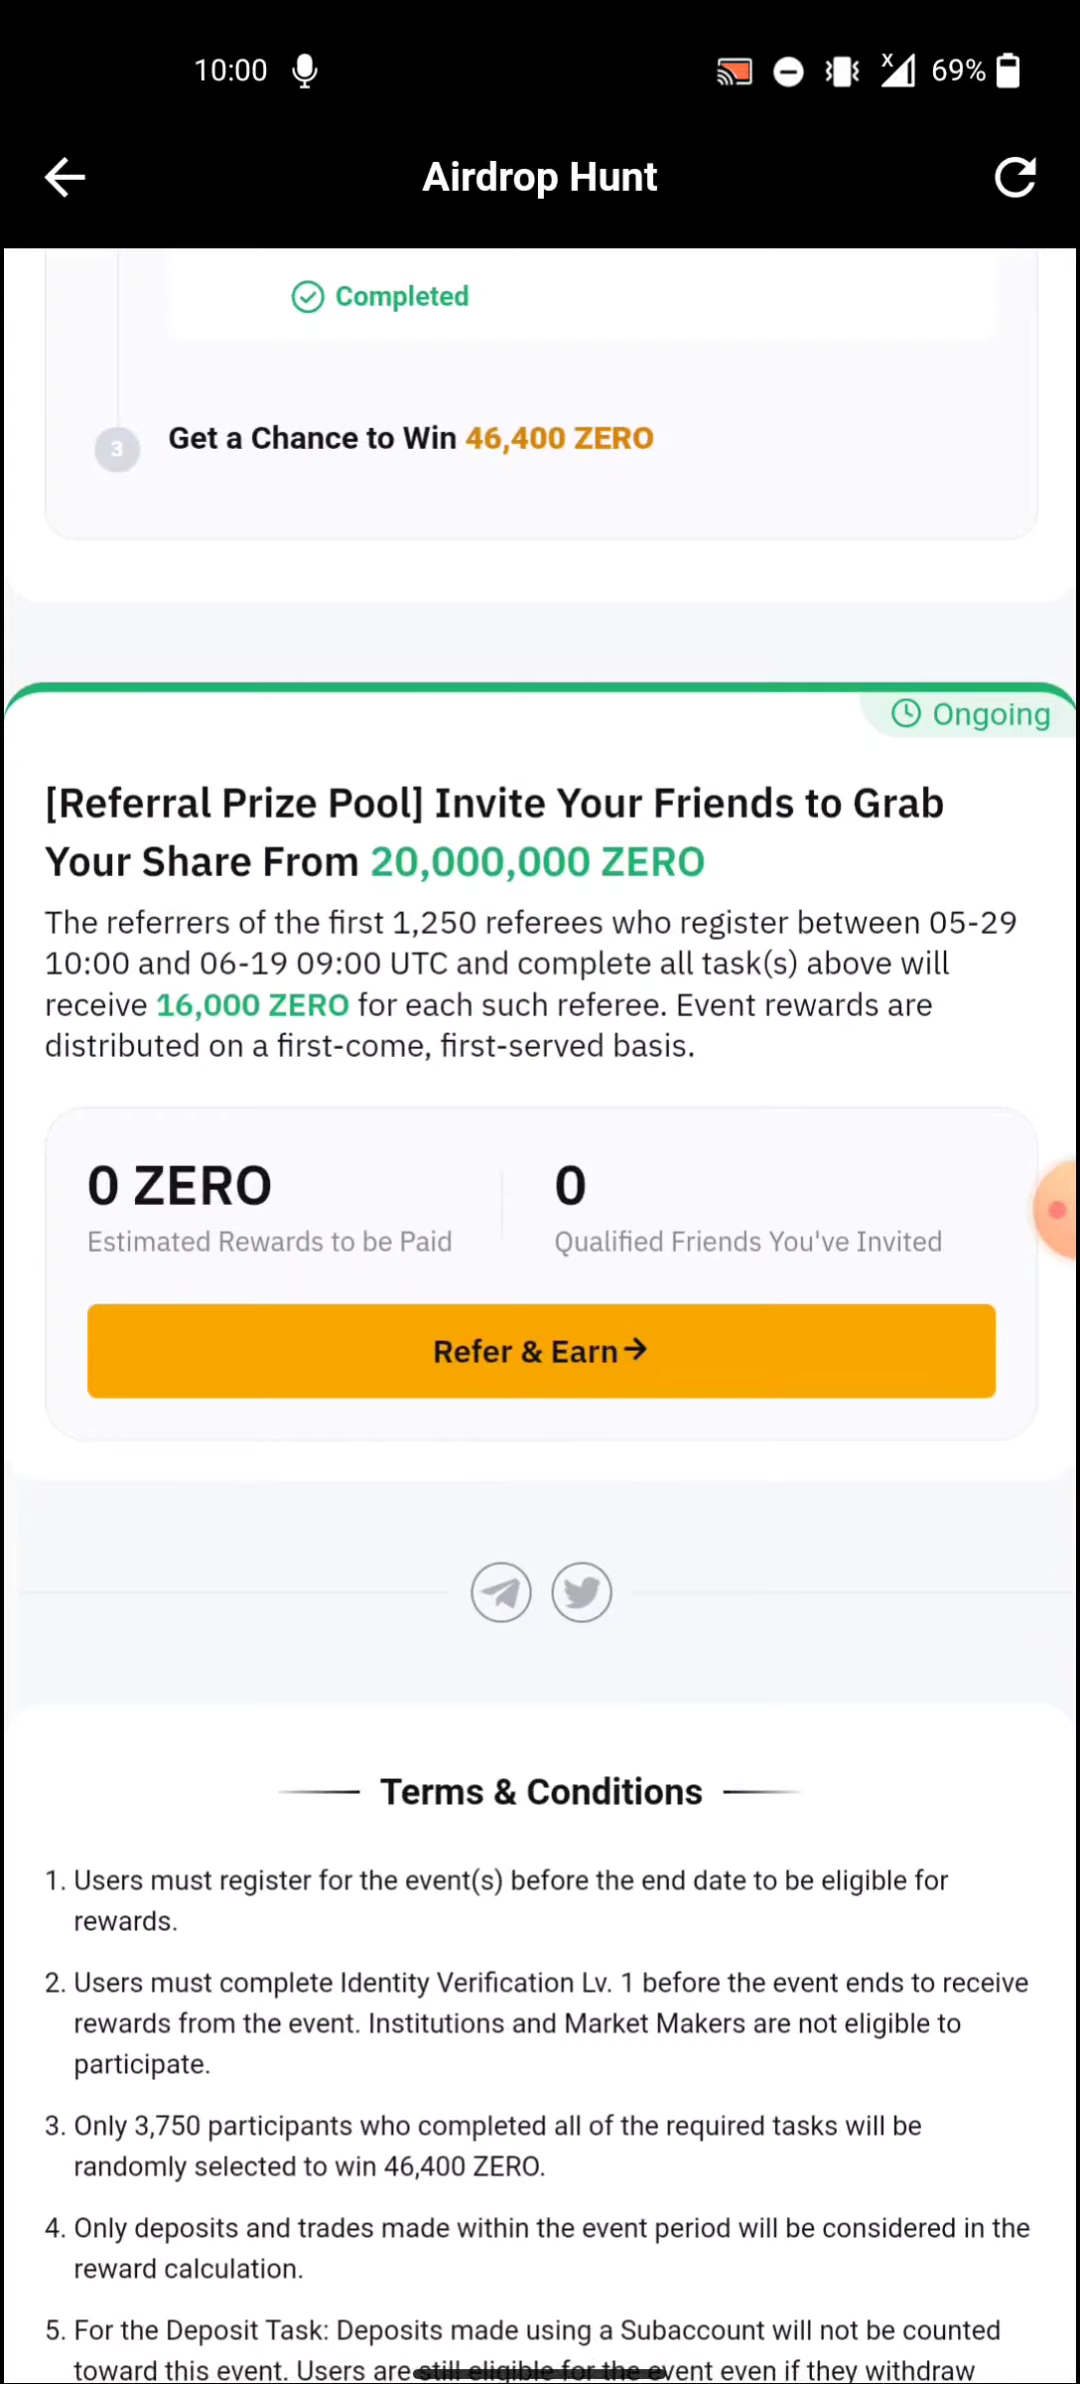 10:00
69%
Airdrop Hunt
Completed
3
Get a Chance to Win 46,400 ZERO
Ongoing
[Referral Prize Pool] Invite Your Friends to Grab
Your Share From 20,000,000 ZERO
The referrers of the first 1,250 referees who register between 05-29
10:00 and 06-19 09:00 UTC and complete all task(s) above will
receive 16,000 ZERO for each such referee. Event rewards are
distributed on a first-come, first-served basis.
0 ZERO
Estimated Rewards to be Paid
0
Qualified Friends You've Invited
Refer & Earn→
Terms & Conditions
1. Users must register for the event(s) before the end date to be eligible for
rewards.
2. Users must complete Identity Verification Lv. 1 before the event ends to receive
rewards from the event. Institutions and Market Makers are not eligible to
participate.
3. Only 3,750 participants who completed all of the required tasks will be
randomly selected to win 46,400 ZERO.
4. Only deposits and trades made within the event period will be considered in the
reward calculation.
5. For the Deposit Task: Deposits made using a Subaccount will not be counted
toward this event. Users are still eligible for the event even if they withdraw